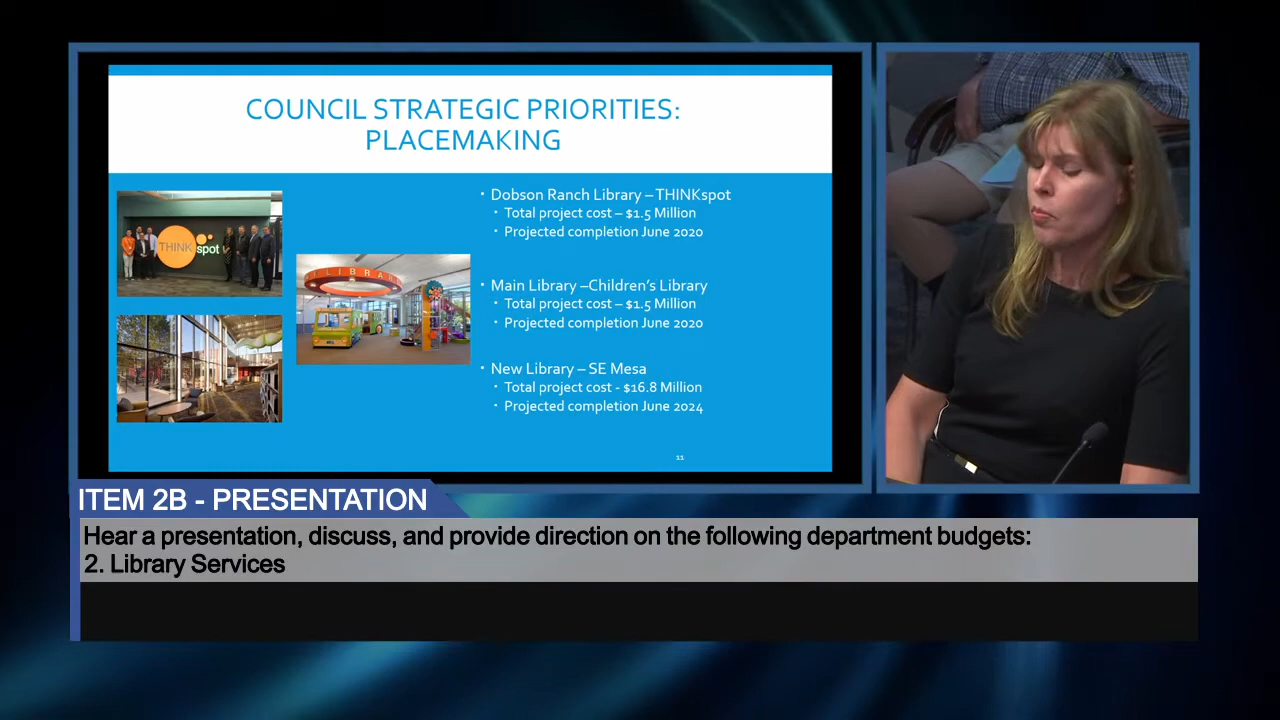 COUNCIL STRATEGIC PRIORITIES:
PLACEMAKING
THINK
spot
LIBRA
• Dobson Ranch Library – THINKspot
• Total project cost – $1.5 Million
• Projected completion June 2020
• Main Library –Children's Library
• Total project cost – $1.5 Million
• Projected completion June 2020
• New Library – SE Mesa
• Total project cost - $16.8 Million
• Projected completion June 2024
11
ITEM 2B - PRESENTATION
Hear a presentation, discuss, and provide direction on the following department budgets:
2. Library Services